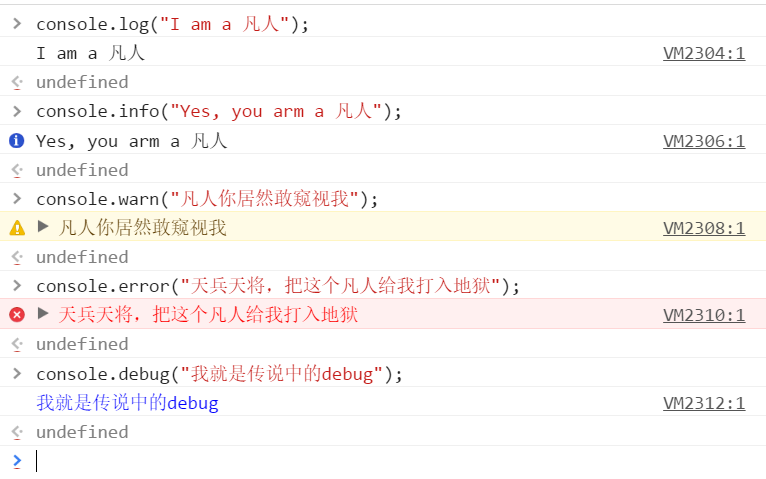 console.log("I am a 凡人");
I am a 凡人 VM2304:1
undefined
console.info("Yes, you arm a 凡人");
Yes, you arm a 凡人 VM2306:1
undefined
console.warn("凡人你居然敢窥视我");
凡人你居然敢窥视我 VM2308:1
undefined
console.error("天兵天将，把这个凡人给我打入地狱");
天兵天将，把这个凡人给我打入地狱 VM2310:1
undefined
console.debug("我就是传说中的debug");
我就是传说中的debug VM2312:1
undefined